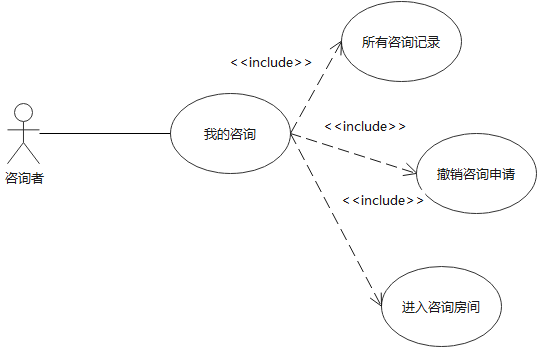 所有咨询记录
<<include>>
<<include>>
我的咨询
咨询者
撤销咨询申请
<<include>>
进入咨询房间